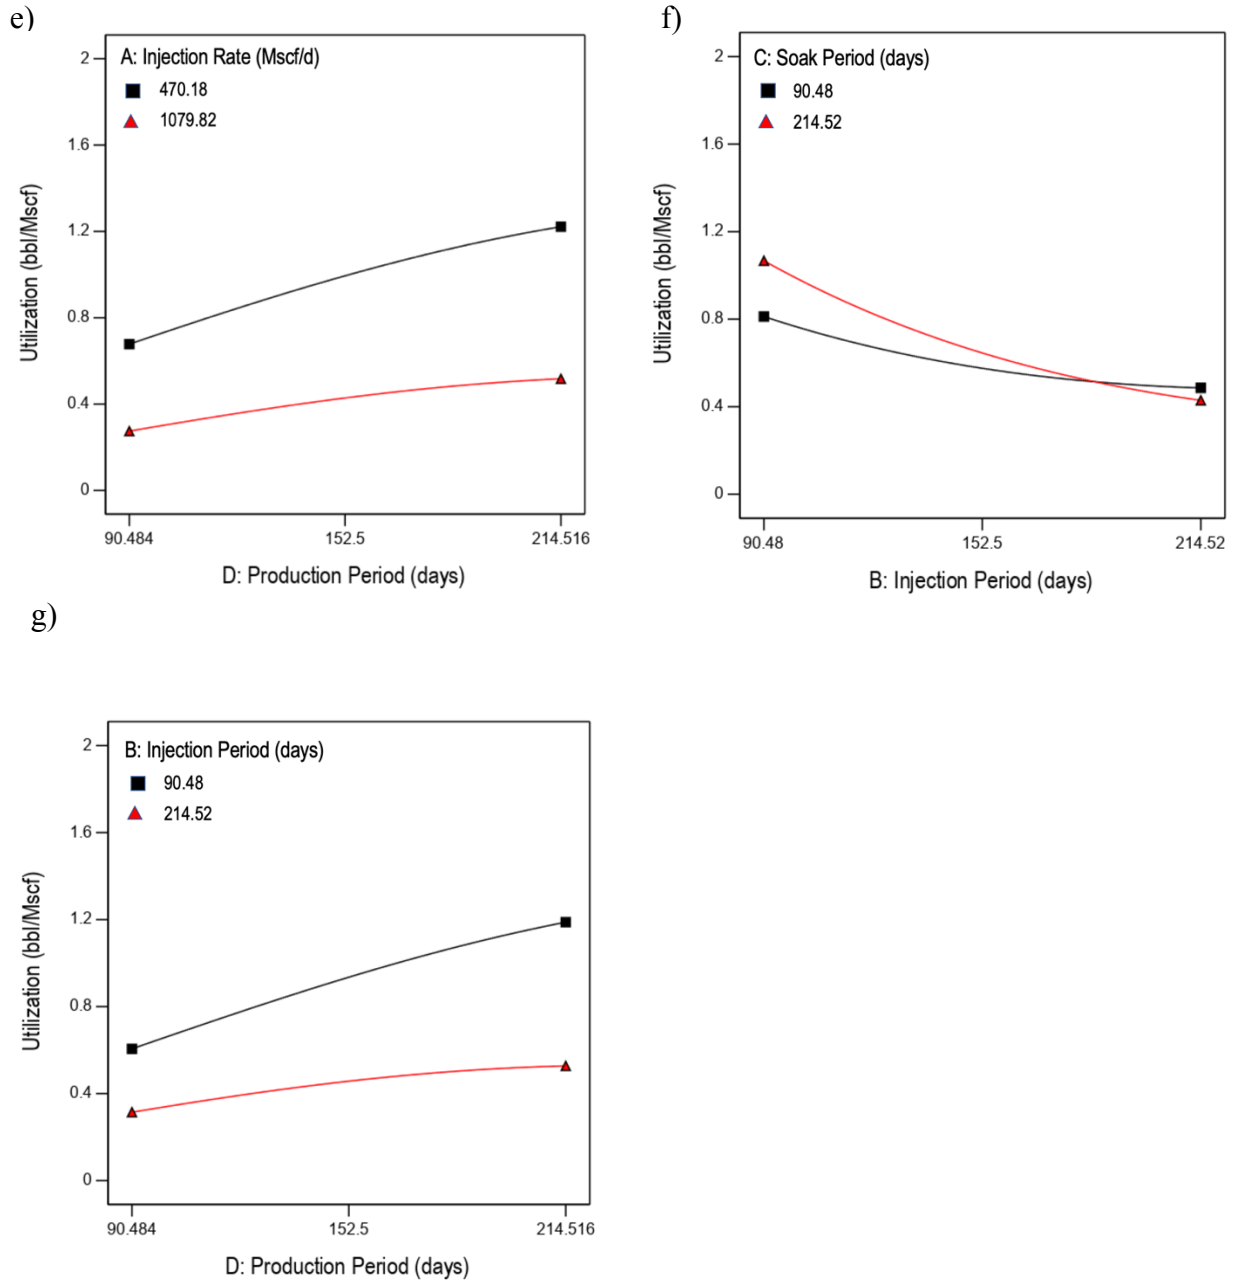 e)
A: Injection Rate (Mscf/d)
470.18
1079.82
2
1.6
1.2
0.8
0.4
0
Utilization (bbl/Mscf)
90.484 152.5 214.516
D: Production Period (days)
f)
C: Soak Period (days)
90.48
214.52
2
1.6
1.2
0.8
0.4
0
Utilization (bbl/Mscf)
90.48 152.5 214.52
B: Injection Period (days)
g)
B: Injection Period (days)
90.48
214.52
2
1.6
1.2
0.8
0.4
0
Utilization (bbl/Mscf)
90.484 152.5 214.516
D: Production Period (days)